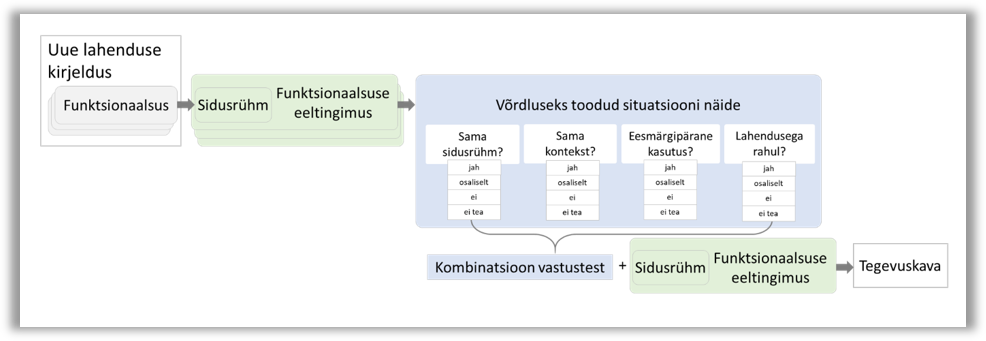 Uue lahenduse
kirjeldus
Funktsionaalsus
Sidusrühm
Funktsionaalsuse
eeltingimus
Võrdluseks toodud situatsiooni näide
Sama
sidusrühm?
jah
osaliselt
ei
ei tea
Sama
kontekst?
jah
osaliselt
ei
ei tea
Eesmärgipärane
kasutus?
jah
osaliselt
ei
ei tea
Lahendusega
rahul?
jah
osaliselt
ei
ei tea
Kombinatsioon vastustest
+
Sidusrühm
Funktsionaalsuse
eeltingimus
Tegevuskava